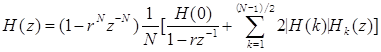 H(z) = (1-r^N z^{-N}) \frac{1}{N} [ \frac{H(0)}{1-rz^{-1}} + \sum_{k=1}^{(N-1)/2} 2|H(k)|H_k(z) ]